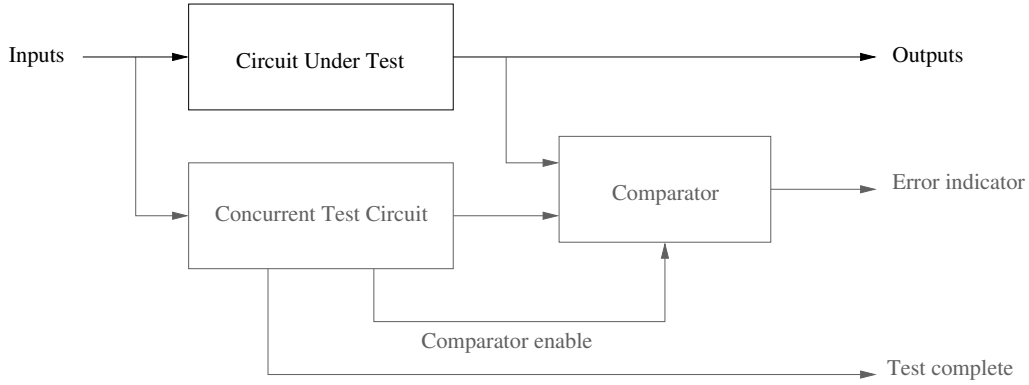 Inputs
Circuit Under Test
Outputs
Concurrent Test Circuit
Comparator
Error indicator
Comparator enable
Test complete